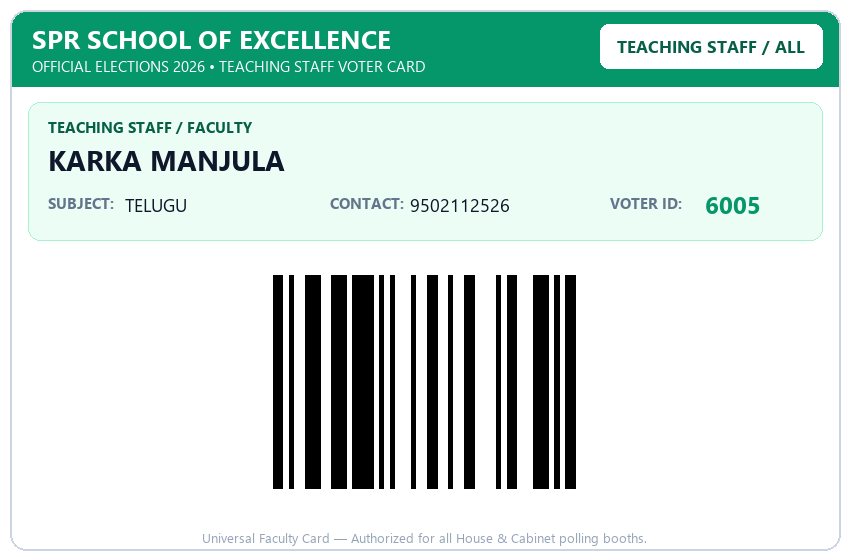 SPR SCHOOL OF EXCELLENCE
OFFICIAL ELECTIONS 2026 • TEACHING STAFF VOTER CARD
TEACHING STAFF / ALL
TEACHING STAFF / FACULTY
KARKA MANJULA
SUBJECT: TELUGU CONTACT: 9502112526 VOTER ID: 6005
Universal Faculty Card — Authorized for all House & Cabinet polling booths.